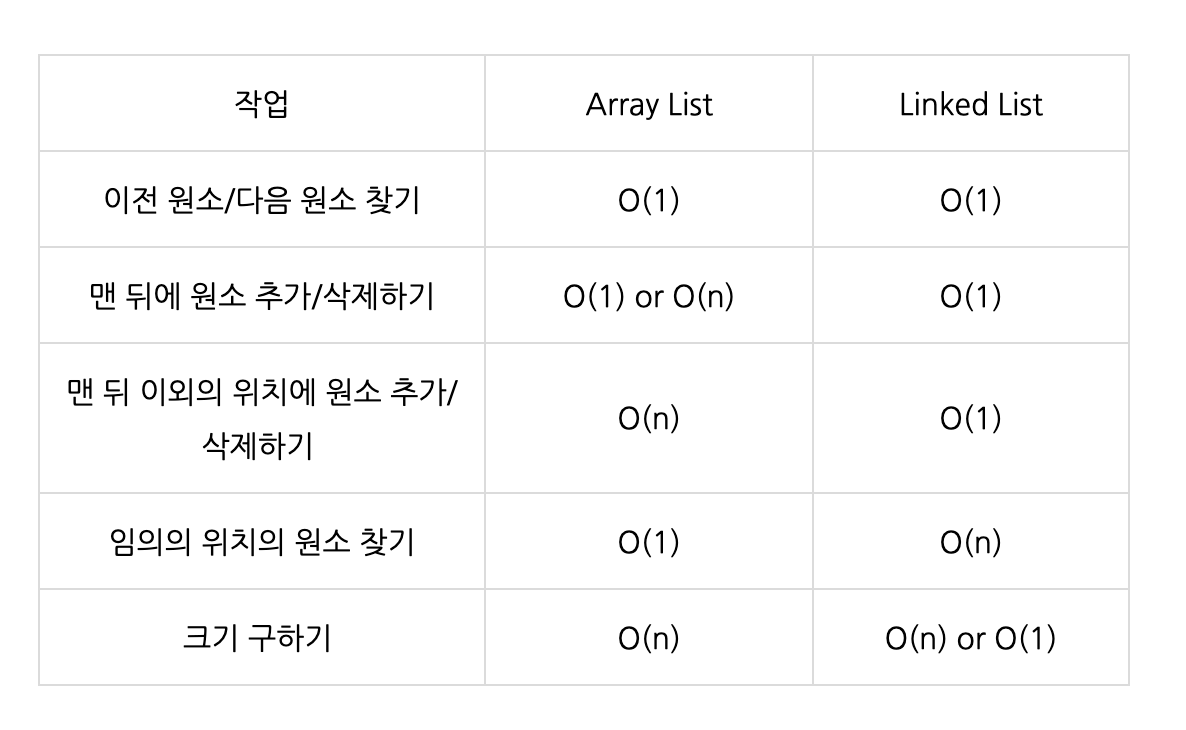 작업 Array List Linked List
이전 원소/다음 원소 찾기 O(1) O(1)
맨 뒤에 원소 추가/삭제하기 O(1) or O(n) O(1)
맨 뒤 이외의 위치에 원소 추가/
삭제하기 O(n) O(1)
임의의 위치의 원소 찾기 O(1) O(n)
크기 구하기 O(n) O(n) or O(1)